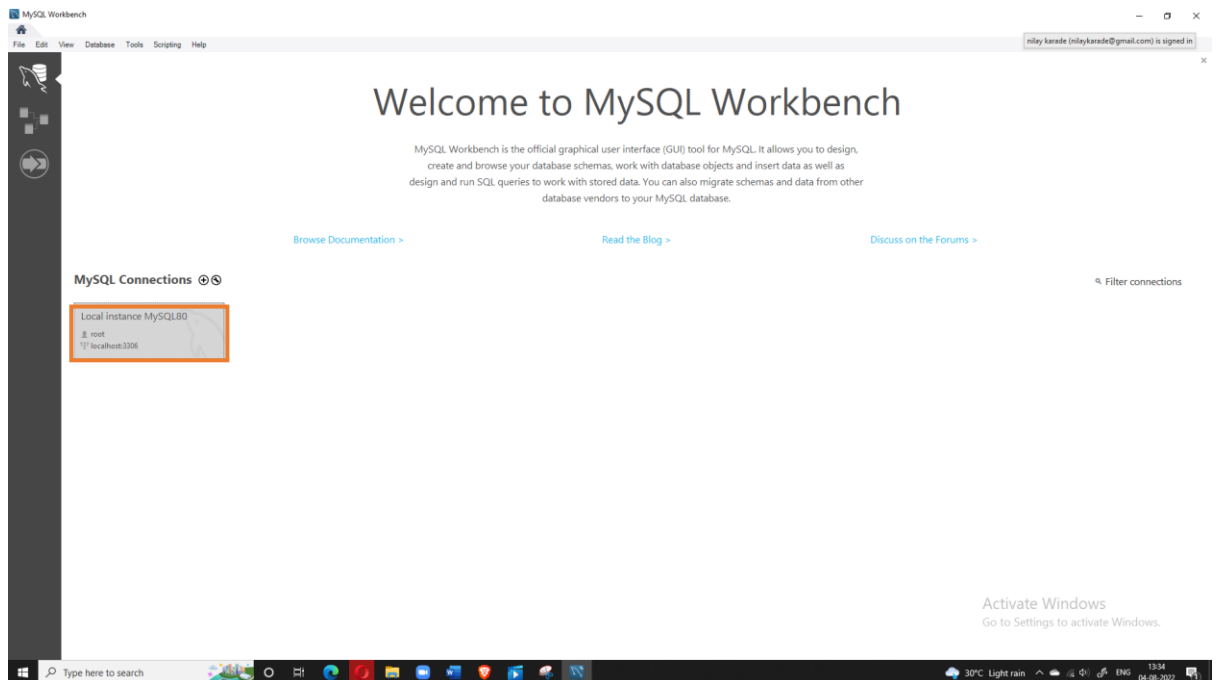 MySQL Workbench
File Edit View Database Tools Scripting Help
nilay karade (nilaykarade@gmail.com) is signed in
Welcome to MySQL Workbench
MySQL Workbench is the official graphical user interface (GUI) tool for MySQL. It allows you to design,
create and browse your database schemas, work with database objects and insert data as well as
design and run SQL queries to work with stored data. You can also migrate schemas and data from other
database vendors to your MySQL database.
Browse Documentation > Read the Blog > Discuss on the Forums >
MySQL Connections
Filter connections
Local instance MySQL80
root
localhost:3306
Activate Windows
Go to Settings to activate Windows.
Type here to search
30°C Light rain
ENG
13:34
04-08-2022